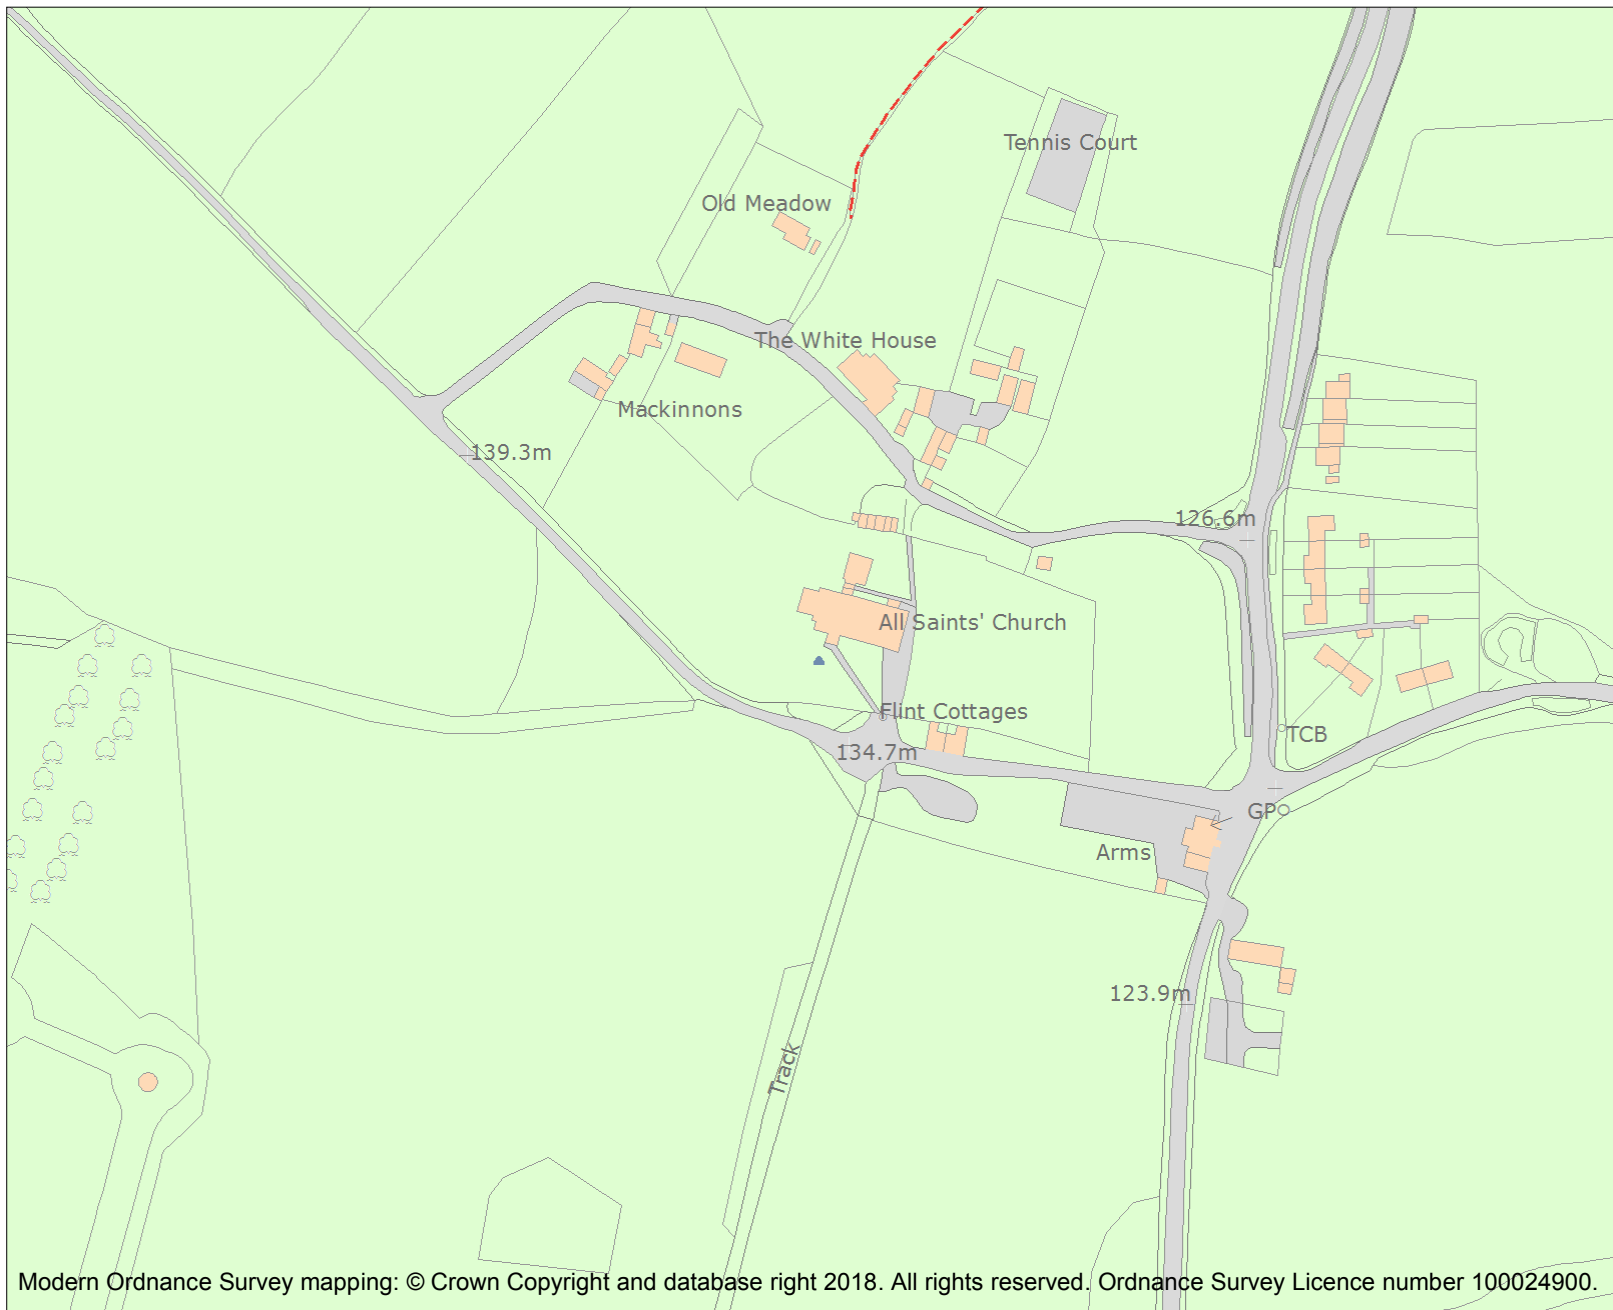 Tennis Court
Old Meadow
The White House
Mackinnons
139.3m
126.6m
All Saints' Church
Flint Cottages
TCB
134.7m
GP
Arms
123.9m
Track
Modern Ordnance Survey mapping: © Crown Copyright and database right 2018. All rights reserved. Ordnance Survey Licence number 100024900.